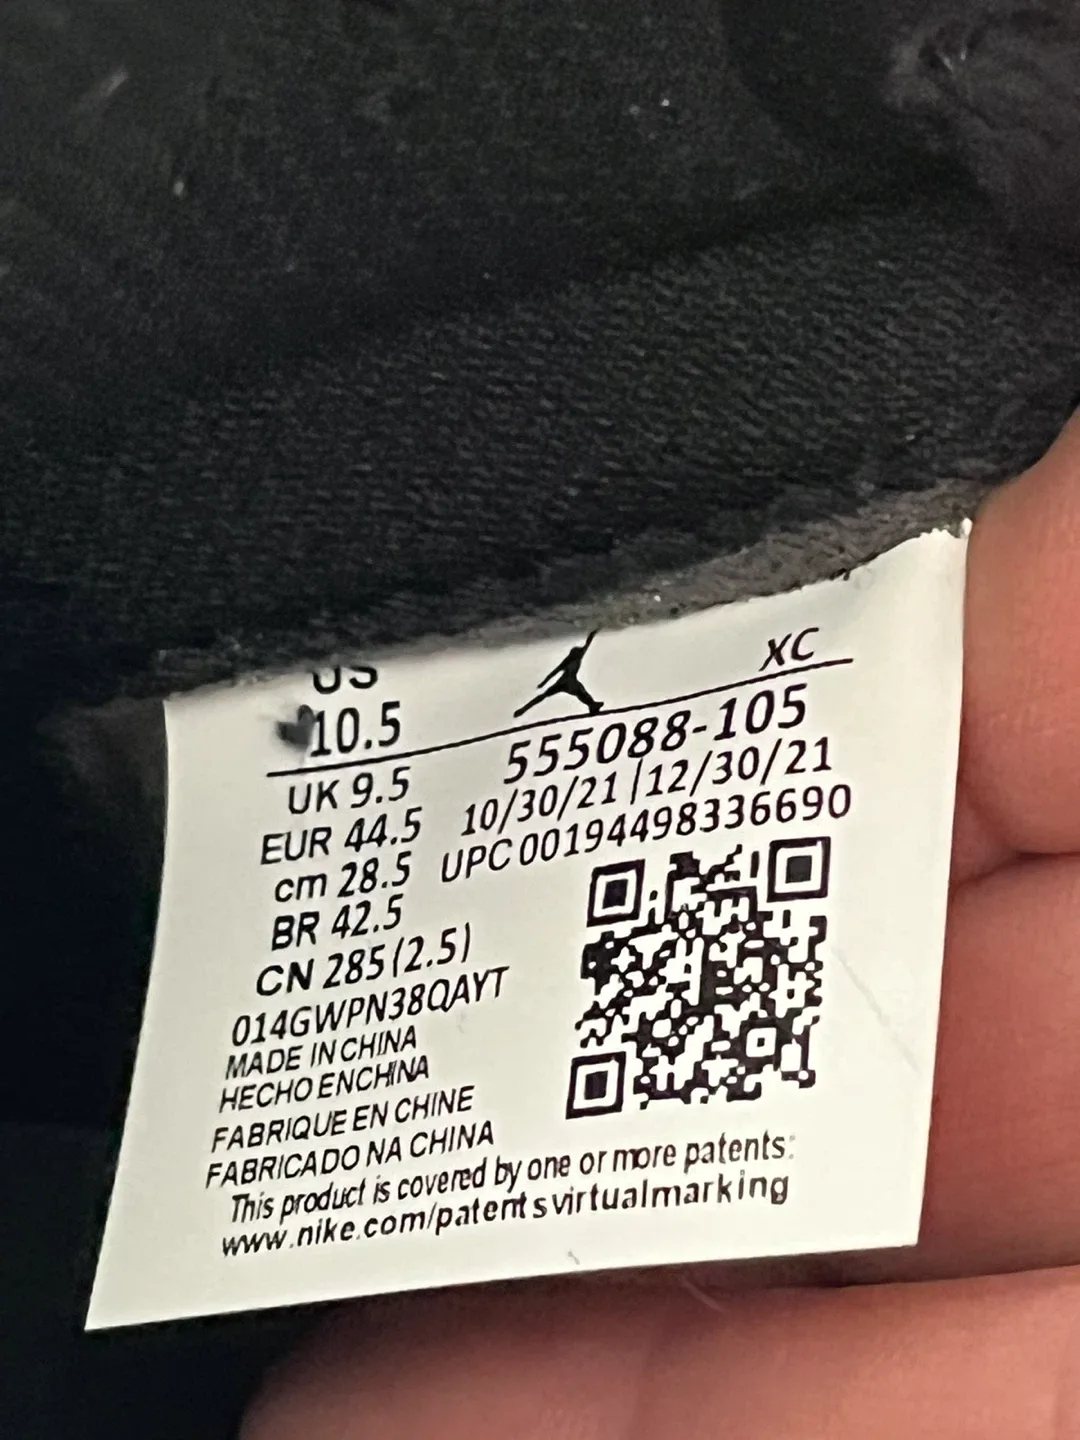 US
10.5
XC
555088-105
10/30/21 | 12/30/21
UPC 00194498336690
UK 9.5
EUR 44.5
cm 28.5
BR 42.5
CN 285(2.5)
014GWPN38QAYT
MADE IN CHINA
HECHO EN CHINA
FABRIQUE EN CHINE
FABRICADO NA CHINA
This product is covered by one or more patents:
www.nike.com/patentsvirtualmarking